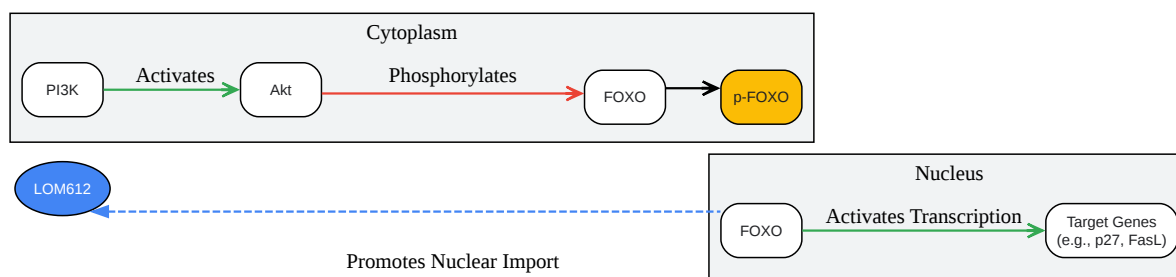 Cytoplasm
PI3K
Activates
Akt
Phosphorylates
FOXO
p-FOXO
LOM612
Promotes Nuclear Import
Nucleus
FOXO
Activates Transcription
Target Genes
(e.g., p27, FasL)